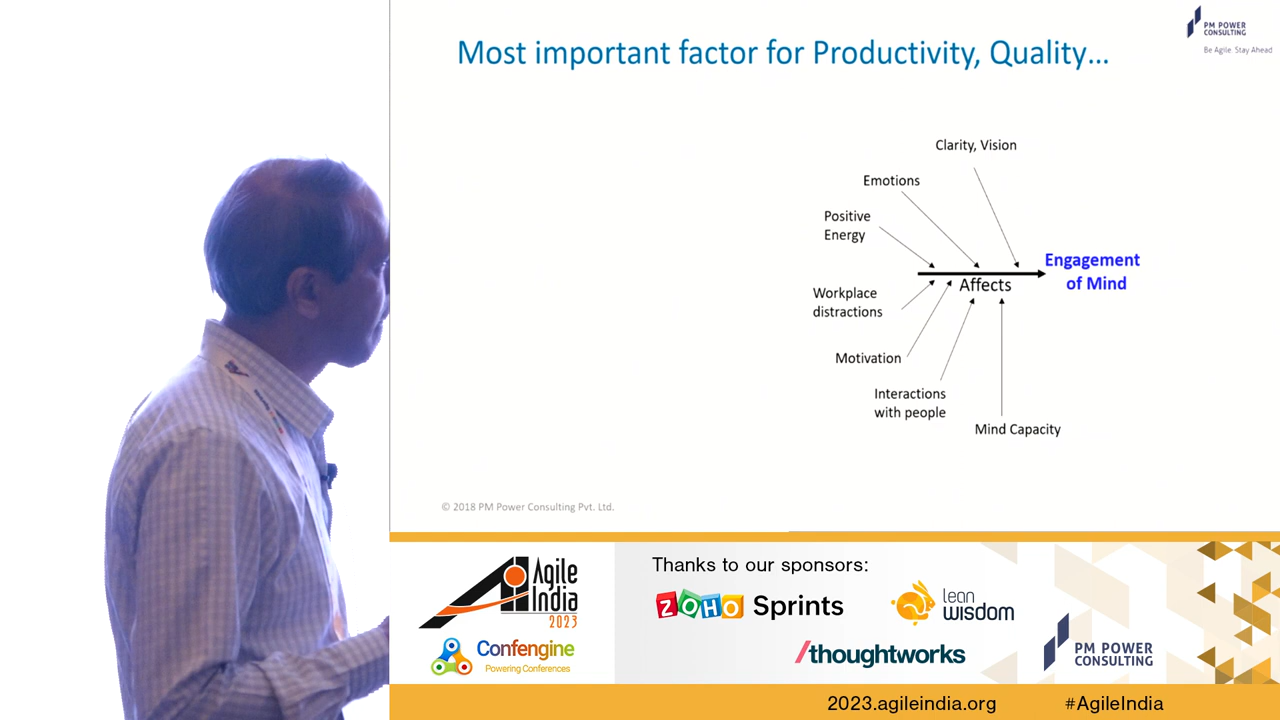 Most important factor for Productivity, Quality...
PM POWER
CONSULTING
Be Agile Stay Ahead
Clarity, Vision
Emotions
Positive
Energy
Engagement
of Mind
Affects
Workplace
distractions
Motivation
Interactions
with people
Mind Capacity
© 2018 PM Power Consulting Pvt. Ltd.
Agile
India
2023
Confengine
Powering Conferences
Thanks to our sponsors:
ZOHO Sprints
lean
wisdom
/thoughtworks
PM POWER
CONSULTING
2023.agileindia.org
#AgileIndia